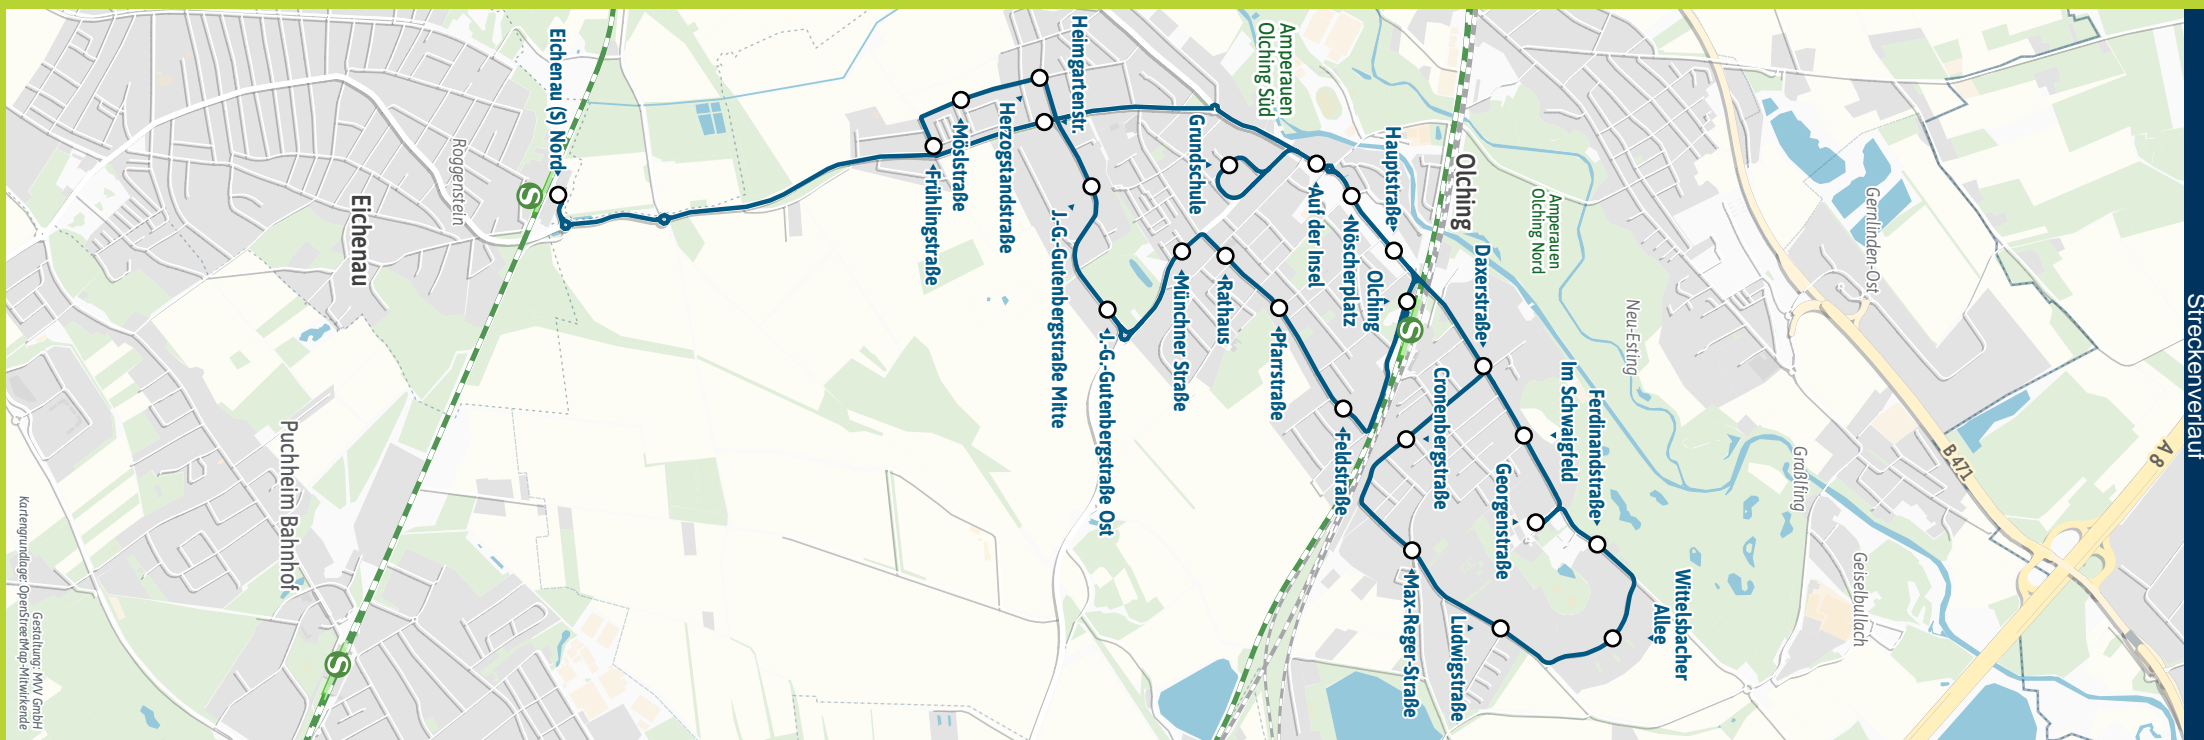 Streckenverlauf
A 8
B 471
Gernlinden-Ost
Graßlfing
Geiselbulach
Neu-Esting
Amperauen
Olching Nord
Wittelsbacher
Allee
Ferdinandstraße
Im Schwaigfeld
Georgenstraße
Daxerstraße
Olching
Cronenbergstraße
Ludwigstraße
Max-Reger-Straße
Hauptstraße
Olching
S
Nöscherplatz
Feldstraße
Auf der Insel
Amperauen
Olching Süd
Pfarrstraße
Rathaus
Grundschule
Münchner Straße
J.-G.-Gutenbergstraße Ost
Heimgartenstr.
J.-G.-Gutenbergstraße Mitte
Herzogstandstraße
Möslstraße
Frühlingstraße
Eichenau (S) Nord
S
Roggenstein
Eichenau
S
Puchheim Bahnhof
Gestaltung: MVV GmbH
Kartengrundlage: OpenStreetMap-Mitwirkende